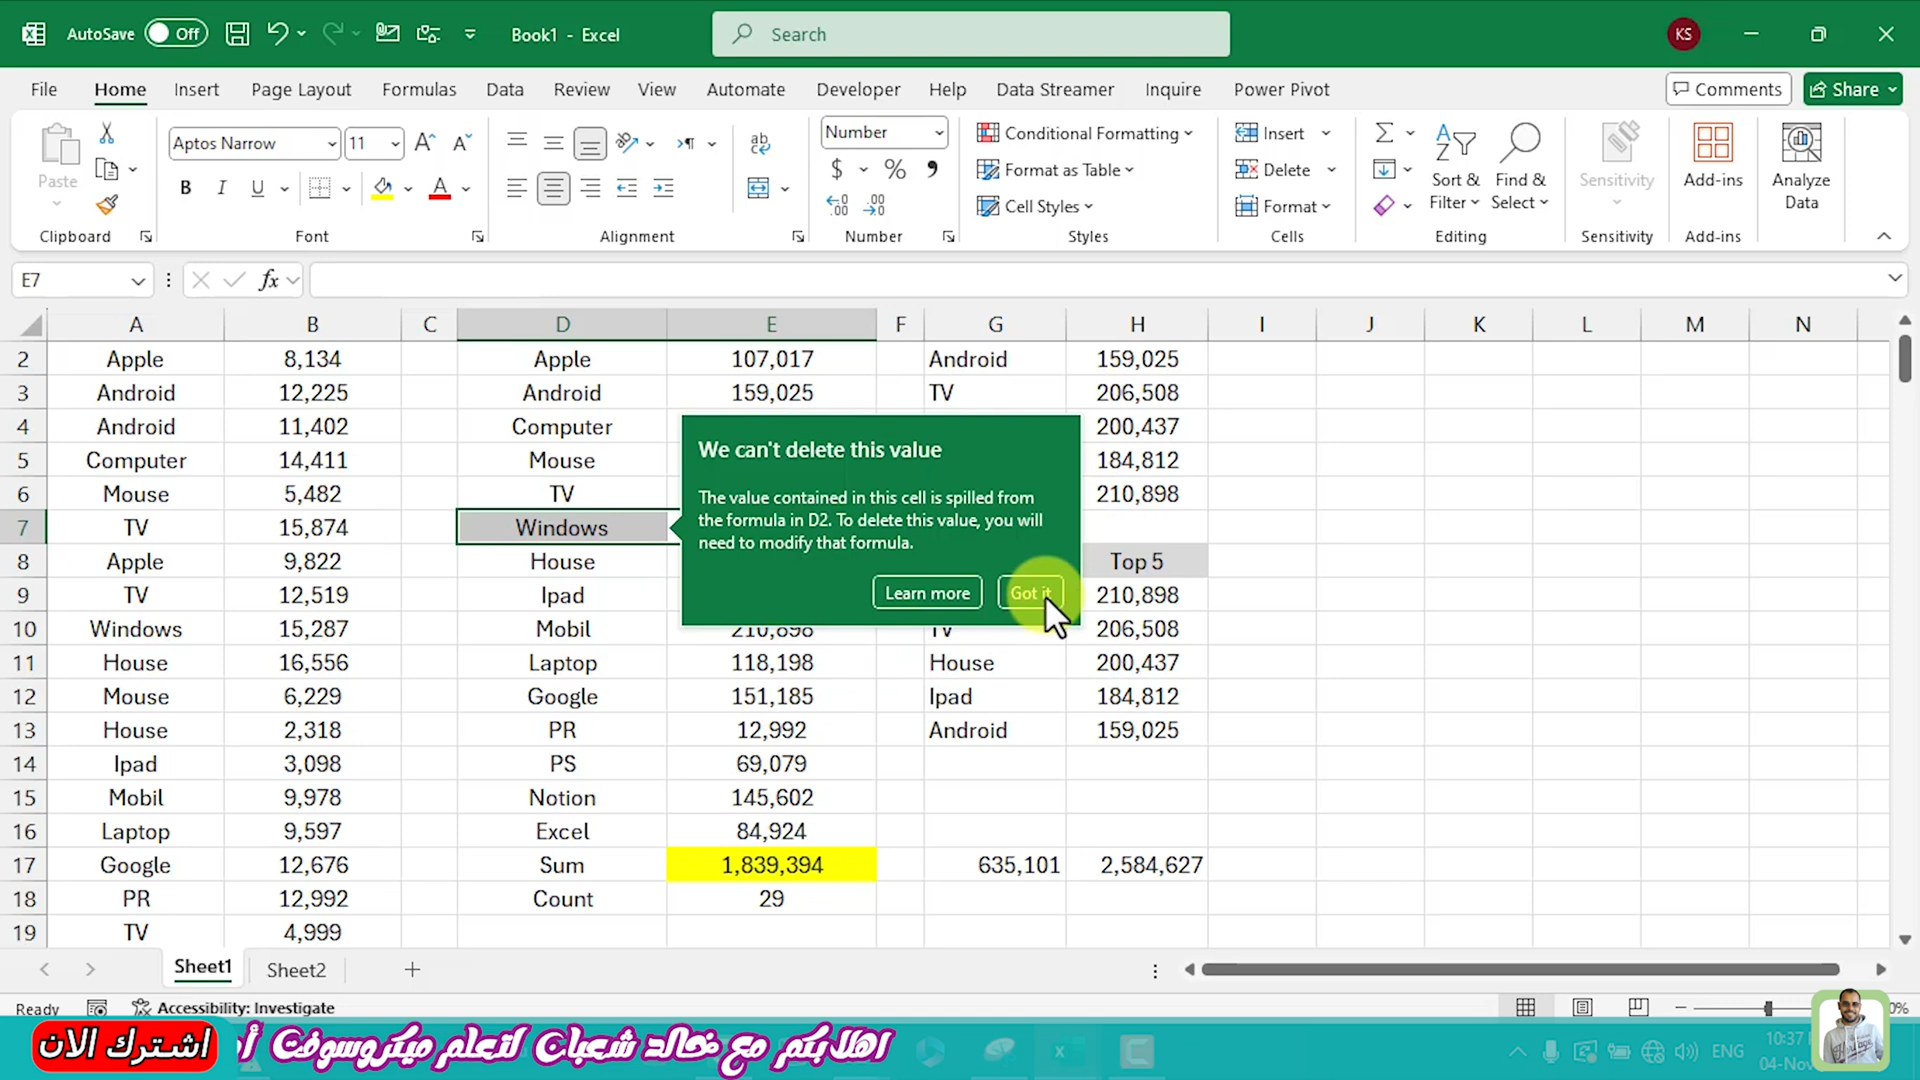 AutoSave Off Book1 - Excel Search KS
File Home Insert Page Layout Formulas Data Review View Automate Developer Help Data Streamer Inquire Power Pivot Comments Share
Paste Aptos Narrow 11 Number Conditional Formatting Insert Sort & Filter Find & Select Sensitivity Add-ins Analyze Data
Format as Table Delete
B I U Cell Styles Format
Clipboard Font Alignment Number Styles Cells Editing Sensitivity Add-ins
E7 fx
A B C D E F G H I J K L M N
2 Apple 8,134 Apple 107,017 Android 159,025
3 Android 12,225 Android 159,025 TV 206,508
4 Android 11,402 Computer 200,437
5 Computer 14,411 Mouse 184,812
6 Mouse 5,482 TV 210,898
7 TV 15,874 Windows
8 Apple 9,822 House Top 5
9 TV 12,519 Ipad 210,898
10 Windows 15,287 Mobil 210,898 TV 206,508
11 House 16,556 Laptop 118,198 House 200,437
12 Mouse 6,229 Google 151,185 Ipad 184,812
13 House 2,318 PR 12,992 Android 159,025
14 Ipad 3,098 PS 69,079
15 Mobil 9,978 Notion 145,602
16 Laptop 9,597 Excel 84,924
17 Google 12,676 Sum 1,839,394 635,101 2,584,627
18 PR 12,992 Count 29
19 TV 4,999
We can't delete this value
The value contained in this cell is spilled from
the formula in D2. To delete this value, you will
need to modify that formula.
Learn more Got it
Sheet1 Sheet2
Ready Accessibility: Investigate
اشترك الان
اهلا بكم مع خالد شعبان لتعلم ميكروسوفت
ENG 10:37
04-Nov